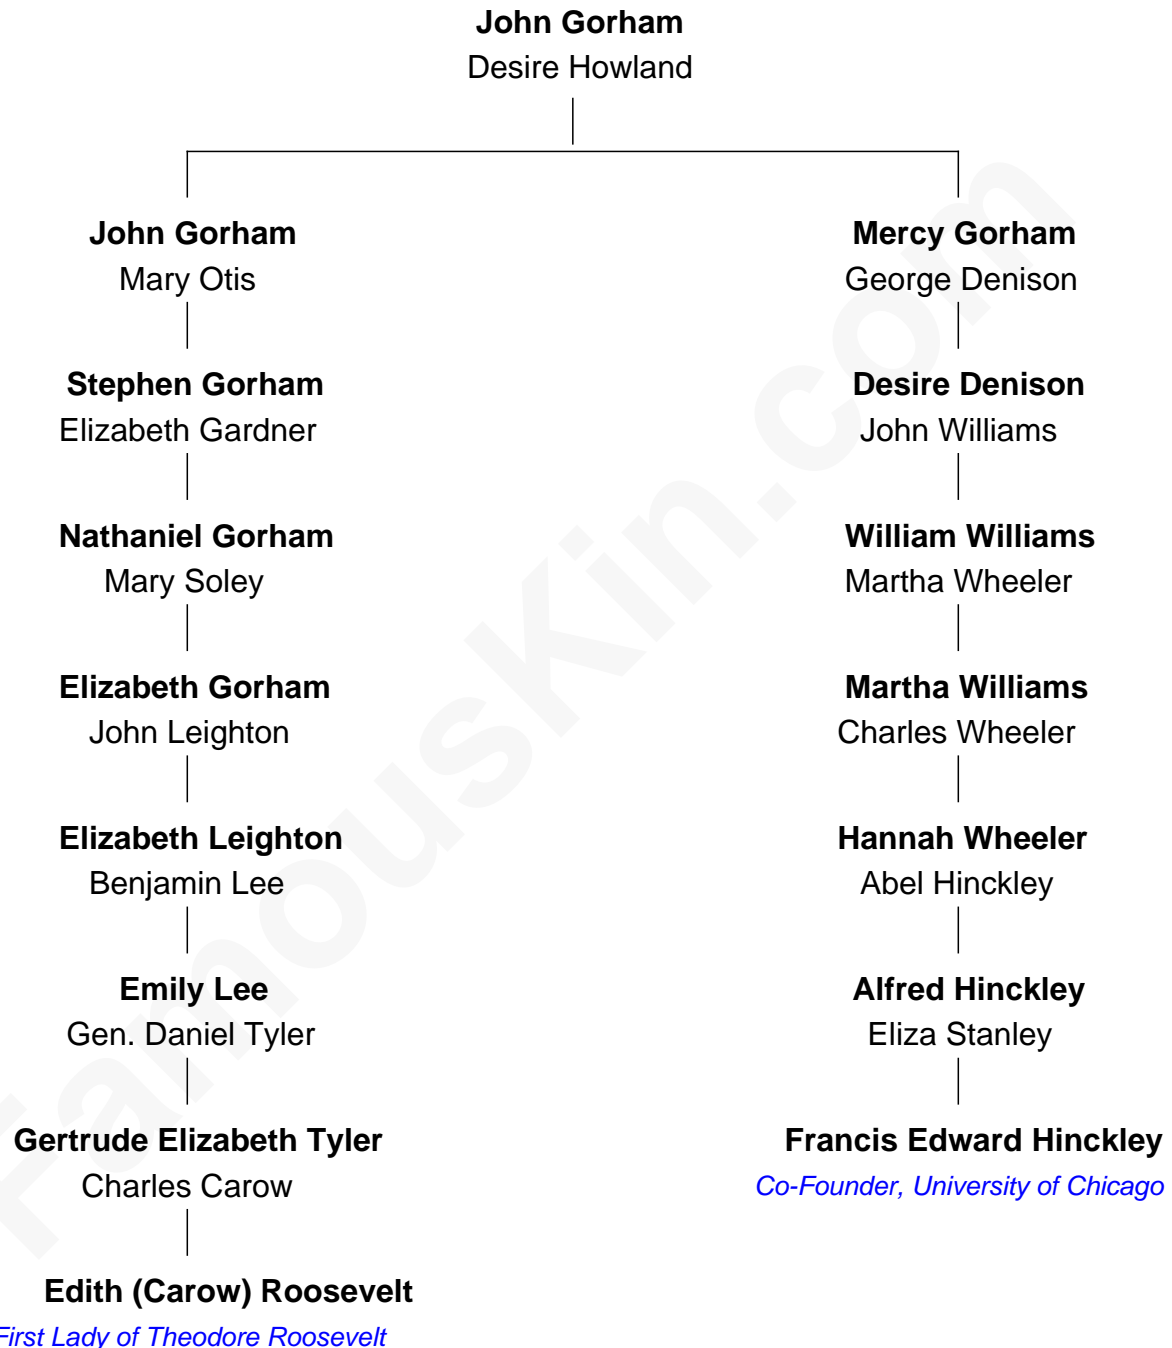 John Gorham
Desire Howland
John Gorham
Mary Otis
Mercy Gorham
George Denison
Stephen Gorham
Elizabeth Gardner
Desire Denison
John Williams
Nathaniel Gorham
Mary Soley
William Williams
Martha Wheeler
Elizabeth Gorham
John Leighton
Martha Williams
Charles Wheeler
Elizabeth Leighton
Benjamin Lee
Hannah Wheeler
Abel Hinckley
Emily Lee
Gen. Daniel Tyler
Alfred Hinckley
Eliza Stanley
Gertrude Elizabeth Tyler
Charles Carow
Francis Edward Hinckley
Co-Founder, University of Chicago
Edith (Carow) Roosevelt
First Lady of Theodore Roosevelt
FamousKin.com